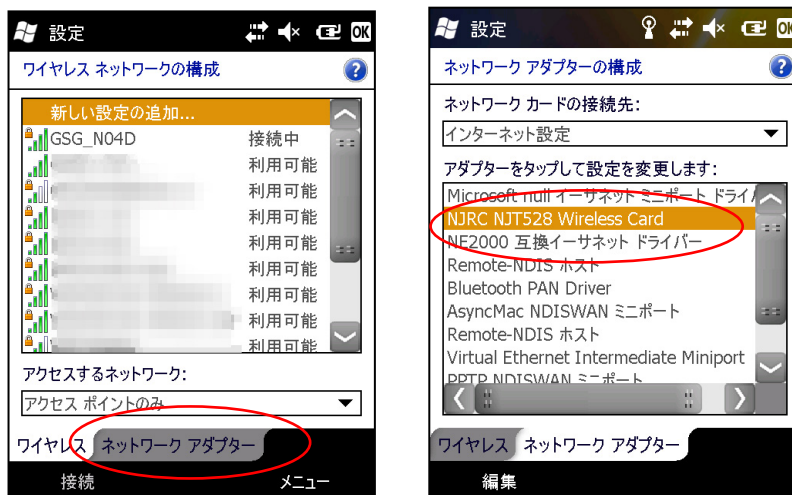 設定
OK
ワイヤレス ネットワークの構成
?
新しい設定の追加...
GSG_N04D 接続中
利用可能
利用可能
利用可能
利用可能
利用可能
利用可能
利用可能
利用可能
アクセスするネットワーク:
アクセス ポイントのみ
ワイヤレス ネットワーク アダプター
接続 メニュー
設定
OK
ネットワーク アダプターの構成
?
ネットワーク カードの接続先:
インターネット設定
アダプターをタップして設定を変更します:
Microsoft null イーサネット ミニポート ドライ
NJRC NJT528 Wireless Card
NE2000 互換イーサネット ドライバー
Remote-NDIS ホスト
Bluetooth PAN Driver
AsyncMac NDISWAN ミニポート
Remote-NDIS ホスト
Virtual Ethernet Intermediate Miniport
PPTP NDISWAN ミニポート
ワイヤレス ネットワーク アダプター
編集